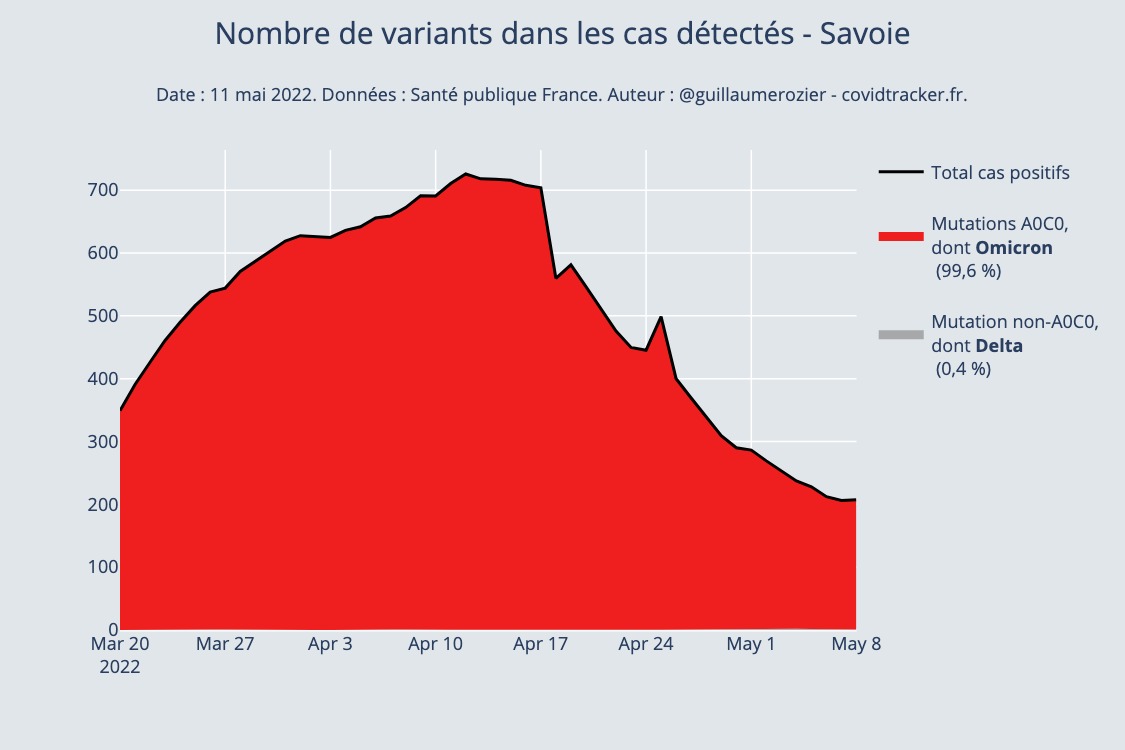 Nombre de variants dans les cas détectés - Savoie
Date : 11 mai 2022. Données : Santé publique France. Auteur : @guillaumerozier - covidtracker.fr.
700
600
500
400
300
200
100
0
Mar 20
2022
Mar 27
Apr 3
Apr 10
Apr 17
Apr 24
May 1
May 8
Total cas positifs
Mutations A0C0,
dont Omicron
(99,6 %)
Mutation non-A0C0,
dont Delta
(0,4 %)